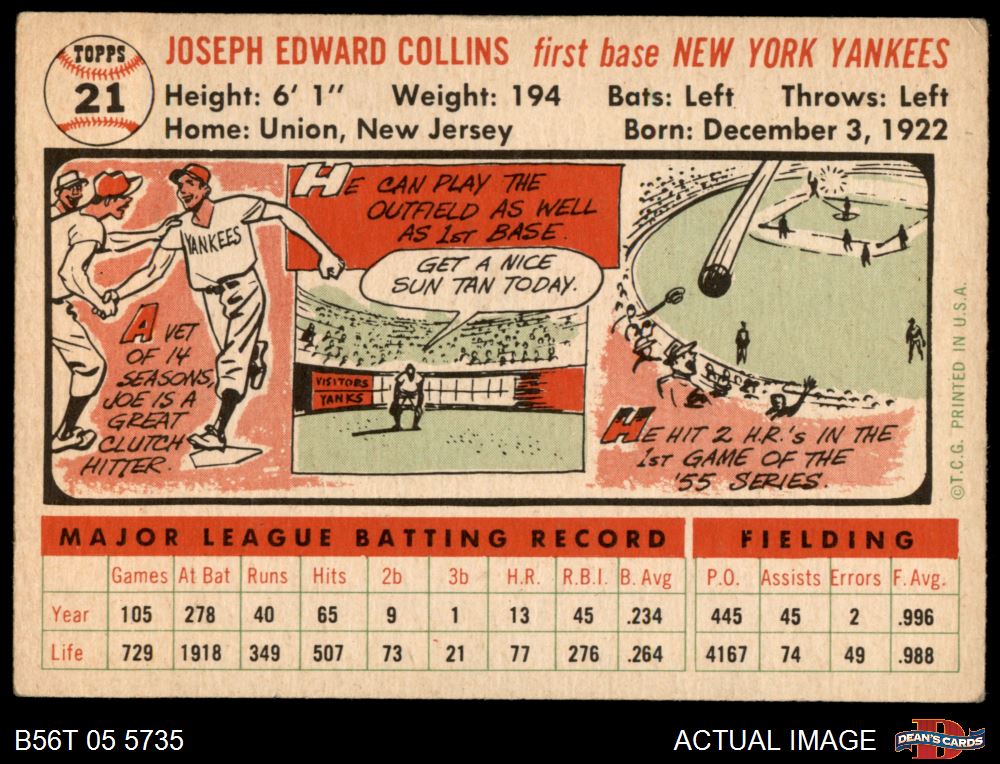 TOPPS
21
JOSEPH EDWARD COLLINS first base NEW YORK YANKEES
Height: 6' 1" Weight: 194 Bats: Left Throws: Left
Home: Union, New Jersey Born: December 3, 1922
YANKEES
A VET
OF 14
SEASONS,
JOE IS A
GREAT
CLUTCH
HITTER.
HE CAN PLAY THE
OUTFIELD AS WELL
AS 1ST BASE.
GET A NICE
SUN TAN TODAY.
VISITORS
YANKS
HE HIT 2 H.R.'s IN THE
1ST GAME OF THE
'55 SERIES.
©T.C.G. PRINTED IN U.S.A.
MAJOR LEAGUE BATTING RECORD FIELDING
Games At Bat Runs Hits 2b 3b H.R. R.B.I. B. Avg P.O. Assists Errors F. Avg.
Year 105 278 40 65 9 1 13 45 .234 445 45 2 .996
Life 729 1918 349 507 73 21 77 276 .264 4167 74 49 .988
B56T 05 5735 ACTUAL IMAGE DEAN'S CARDS